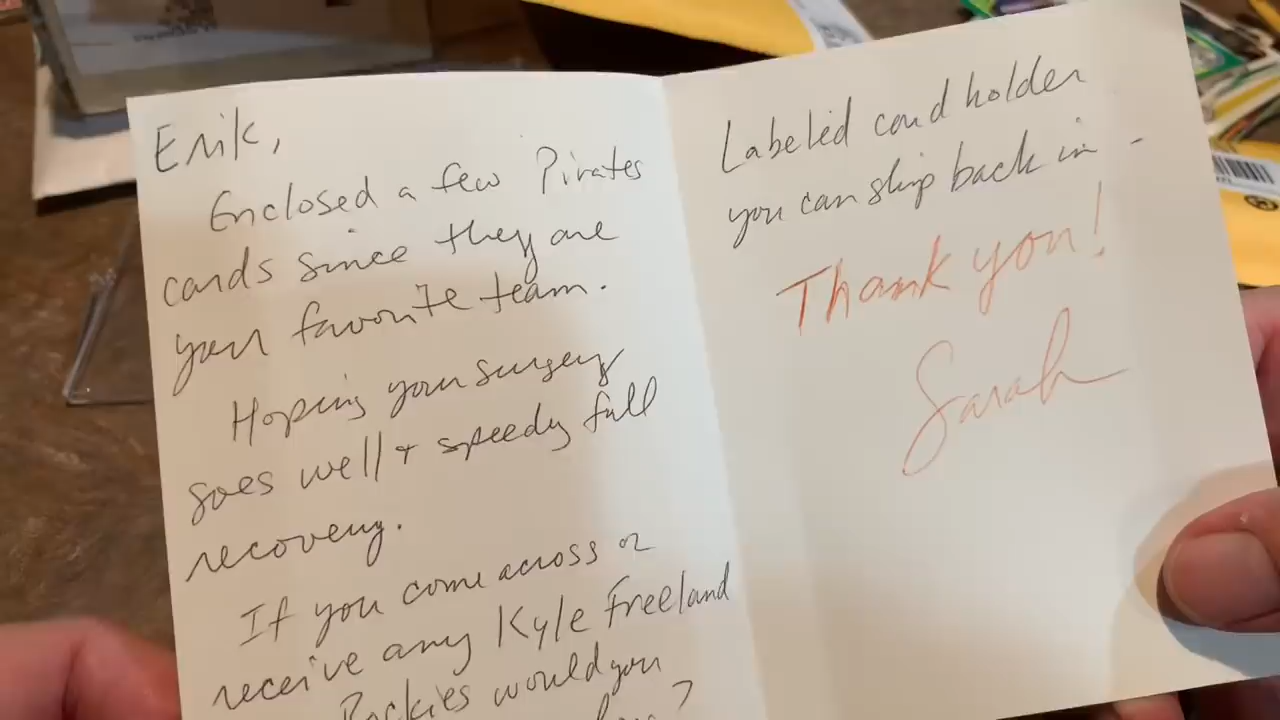 Erik,
Enclosed a few Pirates
cards since they are
your favorite team.
Hoping your surgery
goes well + speedy full
recovery.
If you come across or
receive any Kyle Freeland
Rockies would you
?
Labeled card holder
you can ship back in -
Thank you!
Sarah